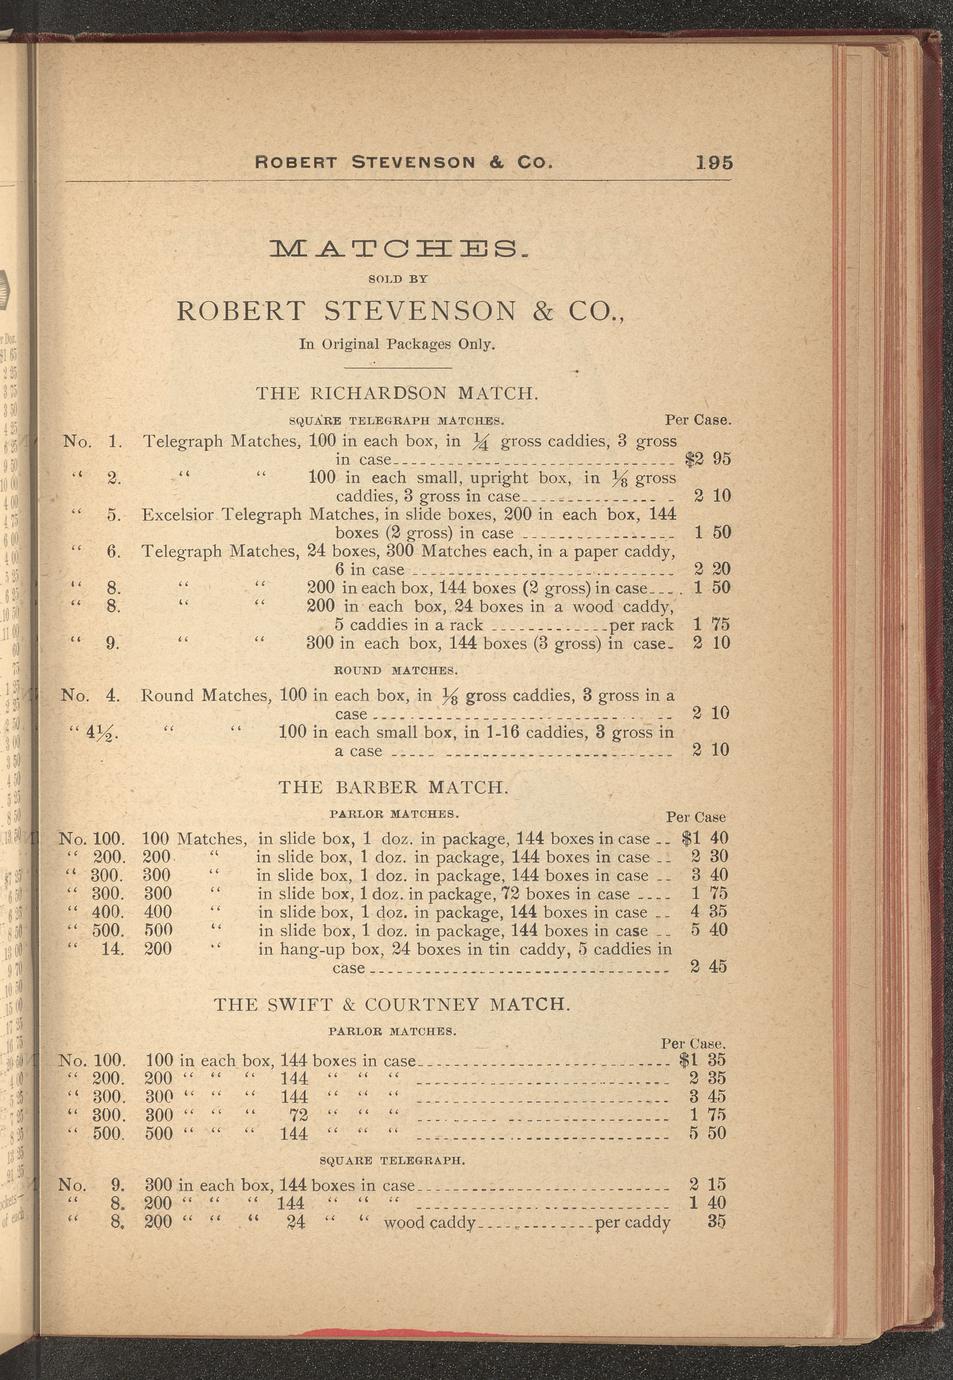 ROBERT STEVENSON & CO. 195
MATCHES.
SOLD BY
ROBERT STEVENSON & CO.,
In Original Packages Only.
THE RICHARDSON MATCH.
SQUARE TELEGRAPH MATCHES. Per Case.
No. 1. Telegraph Matches, 100 in each box, in ¼ gross caddies, 3 gross
in case $2 95
“ 2. “ “ 100 in each small, upright box, in ⅛ gross
caddies, 3 gross in case 2 10
“ 5. Excelsior Telegraph Matches, in slide boxes, 200 in each box, 144
boxes (2 gross) in case 1 50
“ 6. Telegraph Matches, 24 boxes, 300 Matches each, in a paper caddy,
6 in case 2 20
“ 8. “ “ 200 in each box, 144 boxes (2 gross) in case 1 50
“ 8. “ “ 200 in each box, 24 boxes in a wood caddy,
5 caddies in a rack per rack 1 75
“ 9. “ “ 300 in each box, 144 boxes (3 gross) in case 2 10
ROUND MATCHES.
No. 4. Round Matches, 100 in each box, in ⅛ gross caddies, 3 gross in a
case 2 10
“ 4½. “ “ 100 in each small box, in 1-16 caddies, 3 gross in
a case 2 10
THE BARBER MATCH.
PARLOR MATCHES. Per Case
No. 100. 100 Matches, in slide box, 1 doz. in package, 144 boxes in case $1 40
“ 200. 200 “ in slide box, 1 doz. in package, 144 boxes in case 2 30
“ 300. 300 “ in slide box, 1 doz. in package, 144 boxes in case 3 40
“ 300. 300 “ in slide box, 1 doz. in package, 72 boxes in case 1 75
“ 400. 400 “ in slide box, 1 doz. in package, 144 boxes in case 4 35
“ 500. 500 “ in slide box, 1 doz. in package, 144 boxes in case 5 40
“ 14. 200 “ in hang-up box, 24 boxes in tin caddy, 5 caddies in
case 2 45
THE SWIFT & COURTNEY MATCH.
PARLOR MATCHES.
Per Case.
No. 100. 100 in each box, 144 boxes in case $1 35
“ 200. 200 “ “ “ 144 “ “ “ 2 35
“ 300. 300 “ “ “ 144 “ “ “ 3 45
“ 300. 300 “ “ “ 72 “ “ “ 1 75
“ 500. 500 “ “ “ 144 “ “ “ 5 50
SQUARE TELEGRAPH.
No. 9. 300 in each box, 144 boxes in case 2 15
“ 8. 200 “ “ “ 144 “ “ “ 1 40
“ 8. 200 “ “ “ 24 “ “ wood caddy per caddy 35